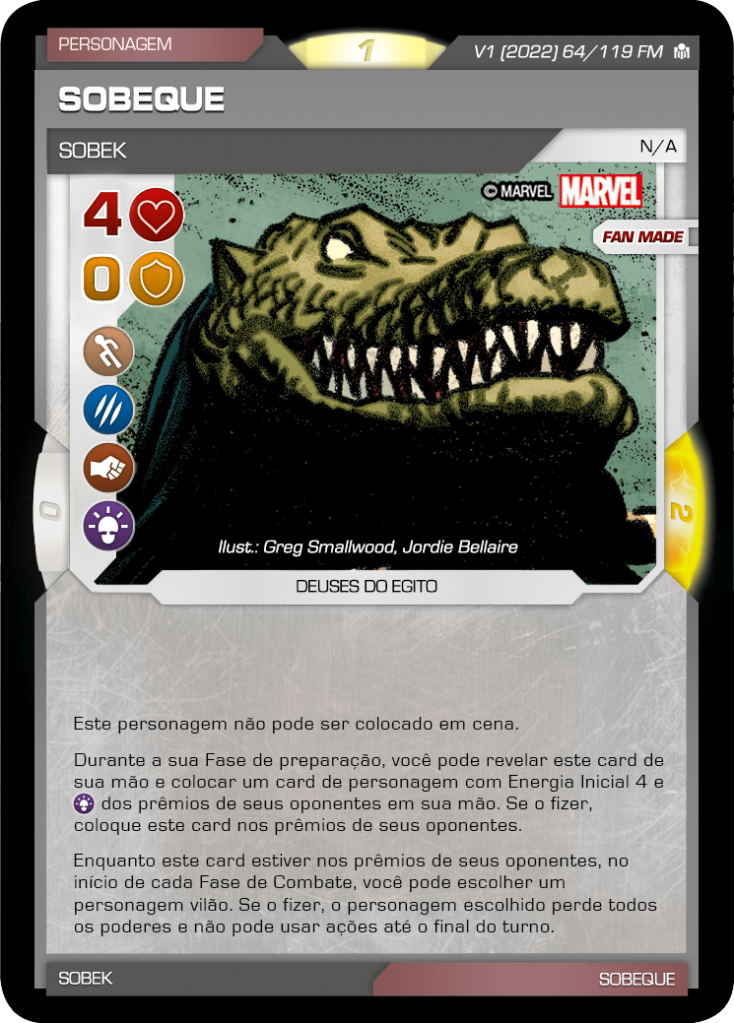 PERSONAGEM
1
V1 (2022) 64/119 FM
SOBEQUE
SOBEK
N/A
© MARVEL MARVEL
4
FAN MADE
0
0
2
Ilust.: Greg Smallwood, Jordie Bellaire
DEUSES DO EGITO
Este personagem não pode ser colocado em cena.
Durante a sua Fase de preparação, você pode revelar este card de
sua mão e colocar um card de personagem com Energia Inicial 4 e
dos prêmios de seus oponentes em sua mão. Se o fizer,
coloque este card nos prêmios de seus oponentes.
Enquanto este card estiver nos prêmios de seus oponentes, no
início de cada Fase de Combate, você pode escolher um
personagem vilão. Se o fizer, o personagem escolhido perde todos
os poderes e não pode usar ações até o final do turno.
SOBEK
SOBEQUE